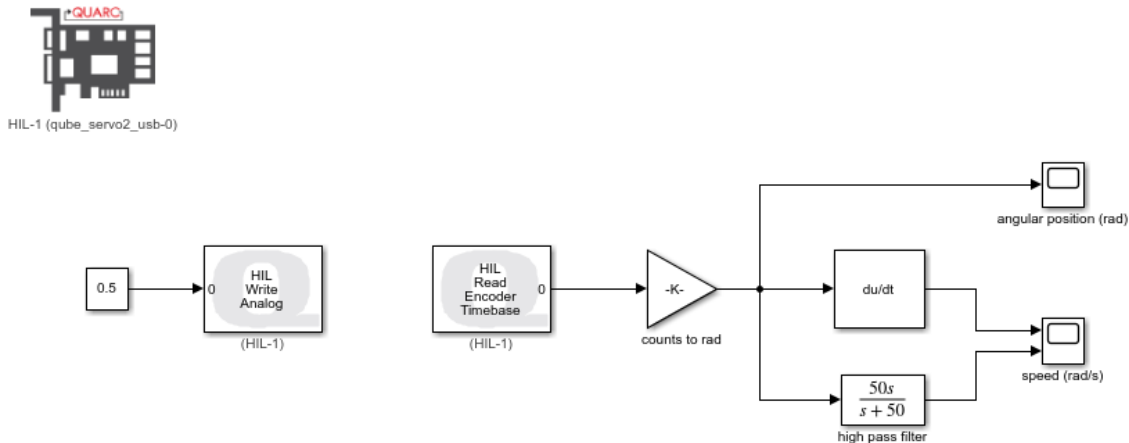 QUARC
HIL-1 (qube_servo2_usb-0)
angular position (rad)
0.5
0
HIL
Write
Analog
(HIL-1)
HIL
Read
Encoder
Timebase
0
(HIL-1)
-K-
counts to rad
du/dt
speed (rad/s)
50s
s + 50
high pass filter